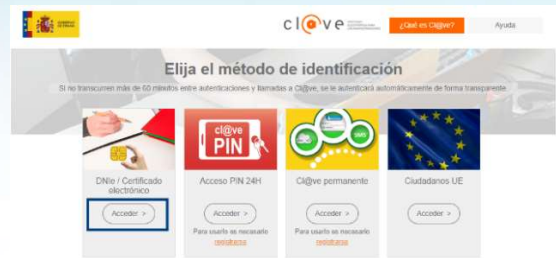 GOBIERNO
DE ESPAÑA
cl@ve
¿Qué es Cl@ve?
Ayuda
Elija el método de identificación
Si no transcurren más de 60 minutos entre autenticaciones y llamadas a Cl@ve, se le autenticará automáticamente de forma transparente.
cl@ve
PIN
DNIe / Certificado
electrónico
Acceso PIN 24H
Cl@ve permanente
Ciudadanos UE
Acceder >
Acceder >
Acceder >
Acceder >
Para usarlo es necesario
registrarse
Para usarlo es necesario
registrarse